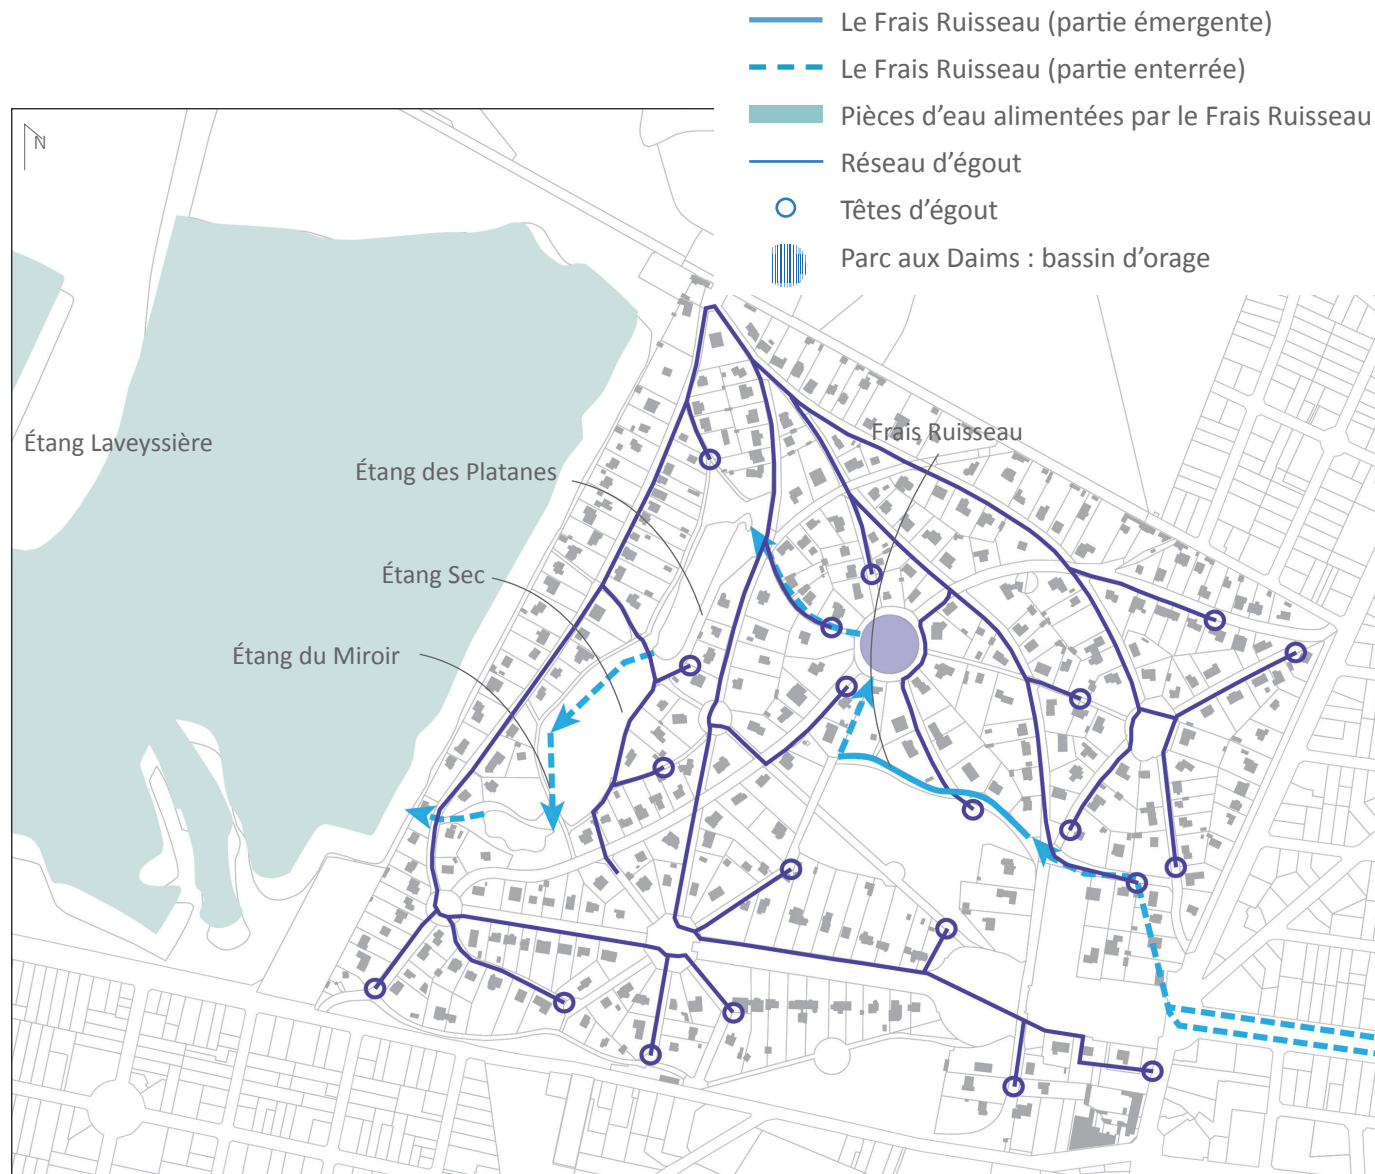 Le Frais Ruisseau (partie émergente)
Le Frais Ruisseau (partie enterrée)
Pièces d'eau alimentées par le Frais Ruisseau
Réseau d'égout
Têtes d'égout
Parc aux Daims : bassin d'orage
N
Frais Ruisseau
Étang Laveyssière
Étang des Platanes
Étang Sec
Étang du Miroir